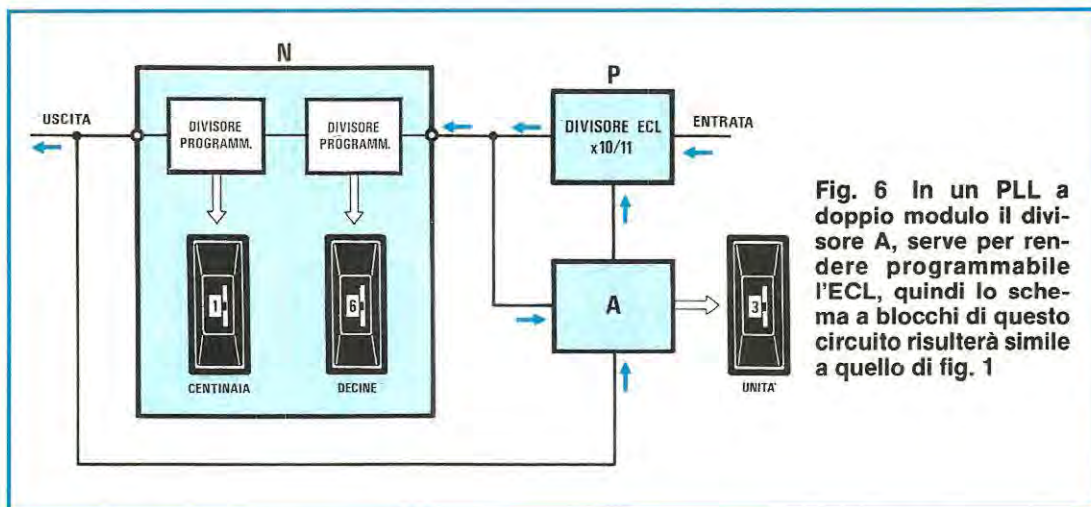 N
P
USCITA
DIVISORE
PROGRAMM.
DIVISORE
PROGRAMM.
DIVISORE ECL
x10/11
ENTRATA
1
CENTINAIA
6
DECINE
A
3
UNITA'
Fig. 6 In un PLL a
doppio modulo il divi-
sore A, serve per ren-
dere programmabile
l'ECL, quindi lo sche-
ma a blocchi di questo
circuito risulterà simile
a quello di fig. 1